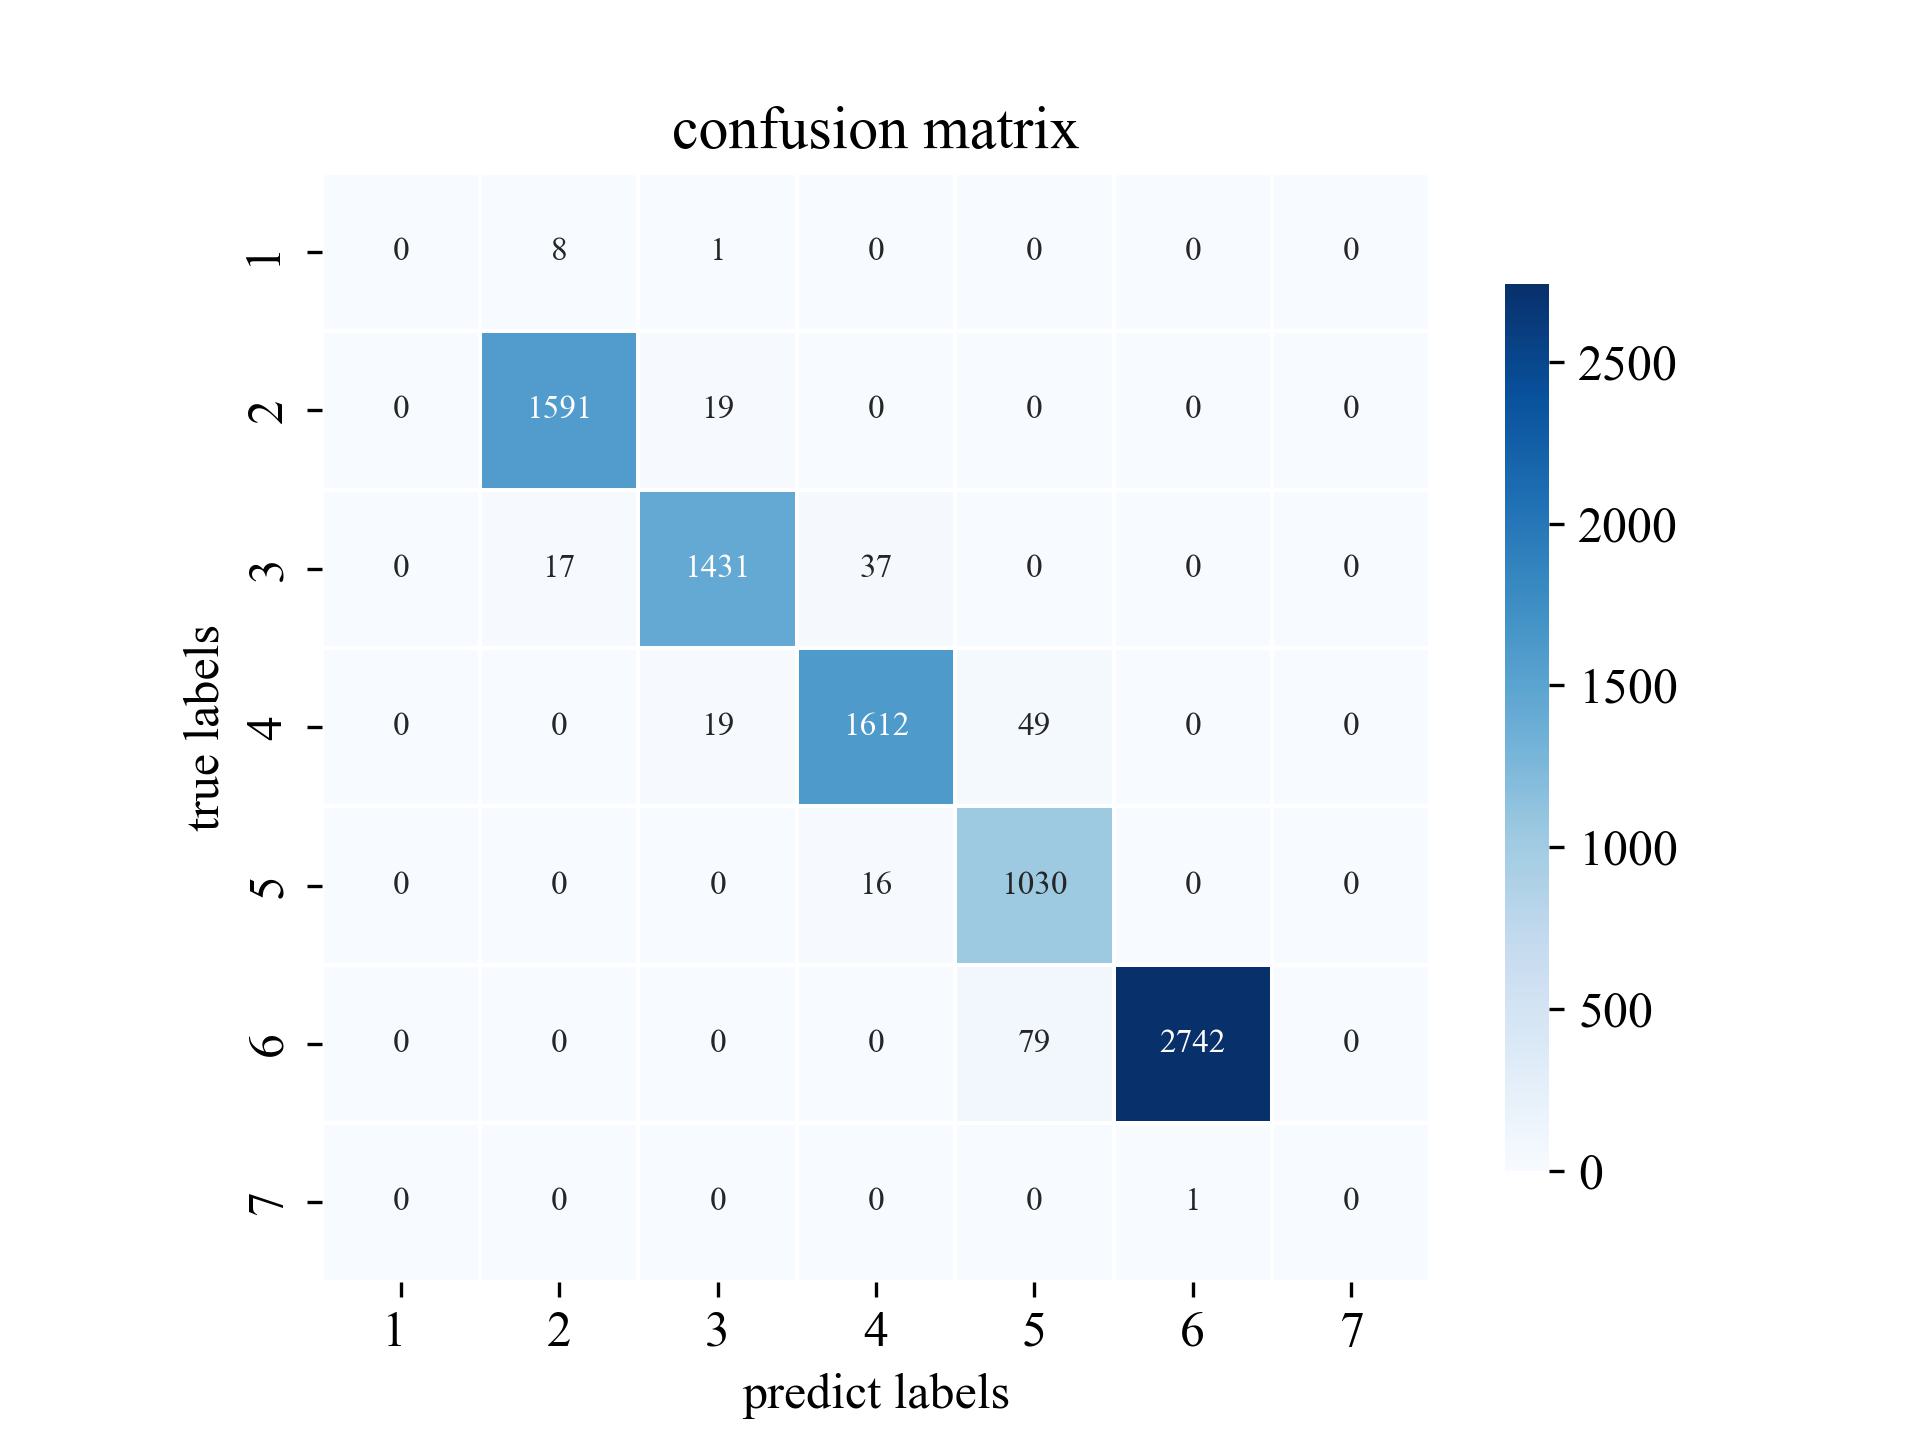 confusion matrix
1 0 8 1 0 0 0 0
2 0 1591 19 0 0 0 0
3 0 17 1431 37 0 0 0
4 0 0 19 1612 49 0 0
5 0 0 0 16 1030 0 0
6 0 0 0 0 79 2742 0
7 0 0 0 0 0 1 0
1 2 3 4 5 6 7
predict labels
true labels
2500
2000
1500
1000
500
0